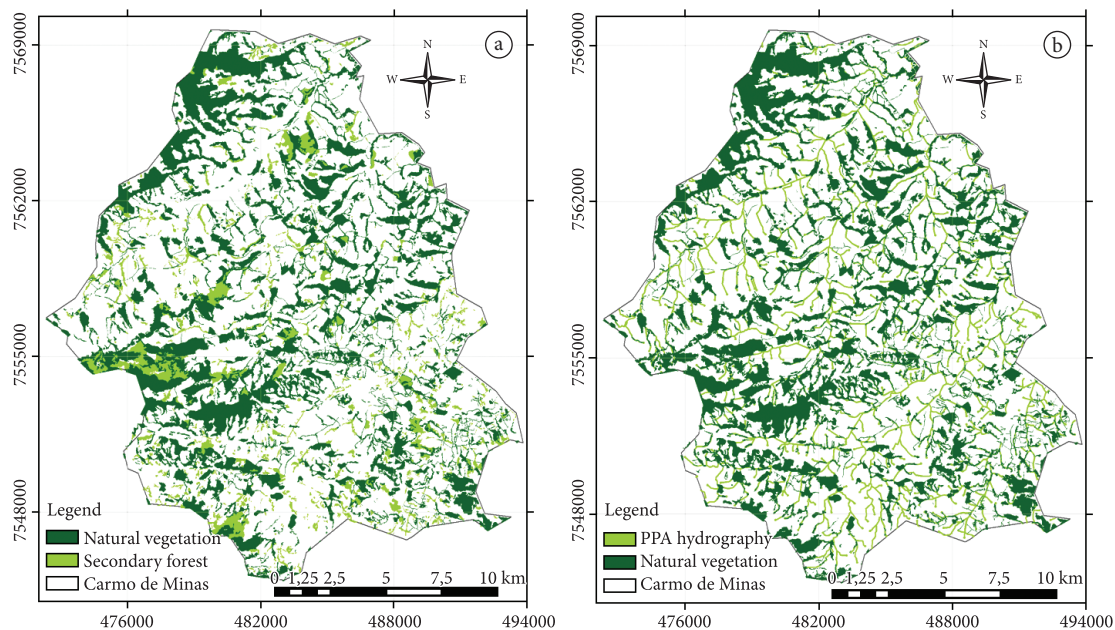 a
N
W E
S
7569000
7562000
7555000
7548000
Legend
Natural vegetation
Secondary forest
Carmo de Minas
0 1,25 2,5 5 7,5 10 km
476000 482000 488000 494000
b
N
W E
S
7569000
7562000
7555000
7548000
Legend
PPA hydrography
Natural vegetation
Carmo de Minas
0 1,25 2,5 5 7,5 10 km
476000 482000 488000 494000